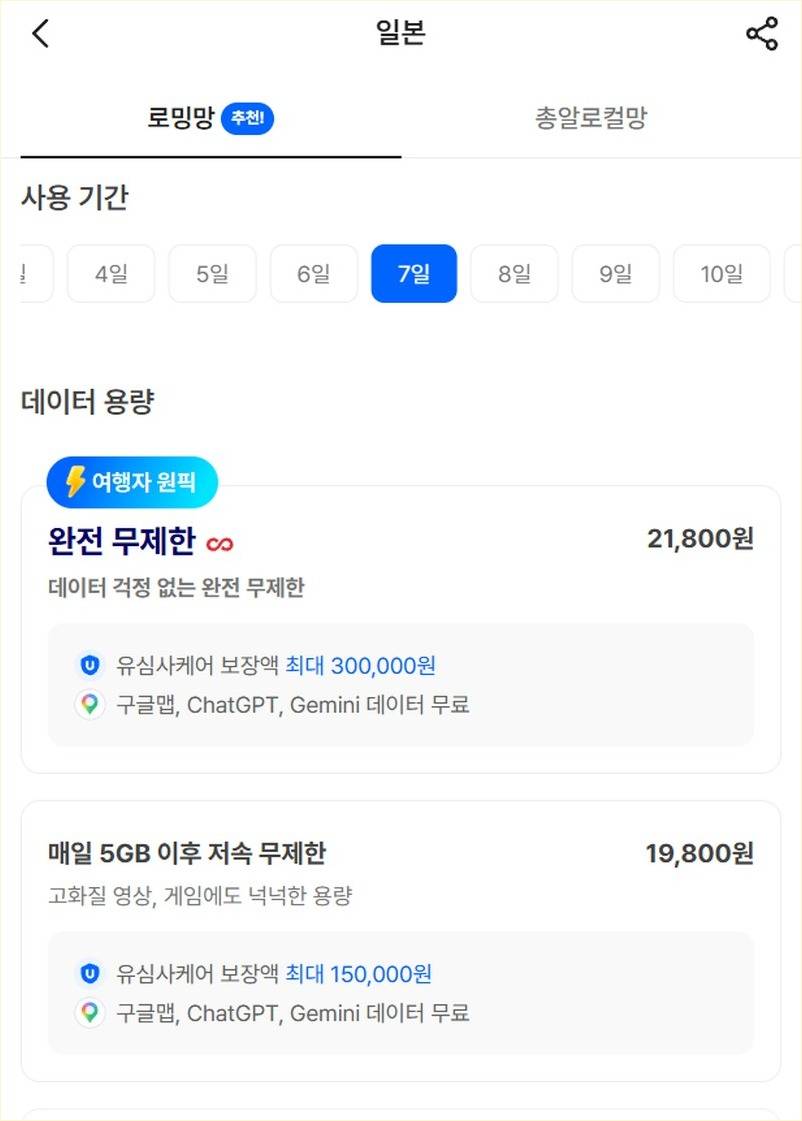 일본
로밍망 추천!
총알로컬망
사용 기간
4일 5일 6일 7일 8일 9일 10일
데이터 용량
여행자 원픽
완전 무제한 21,800원
데이터 걱정 없는 완전 무제한
유심사케어 보장액 최대 300,000원
구글맵, ChatGPT, Gemini 데이터 무료
매일 5GB 이후 저속 무제한 19,800원
고화질 영상, 게임에도 넉넉한 용량
유심사케어 보장액 최대 150,000원
구글맵, ChatGPT, Gemini 데이터 무료